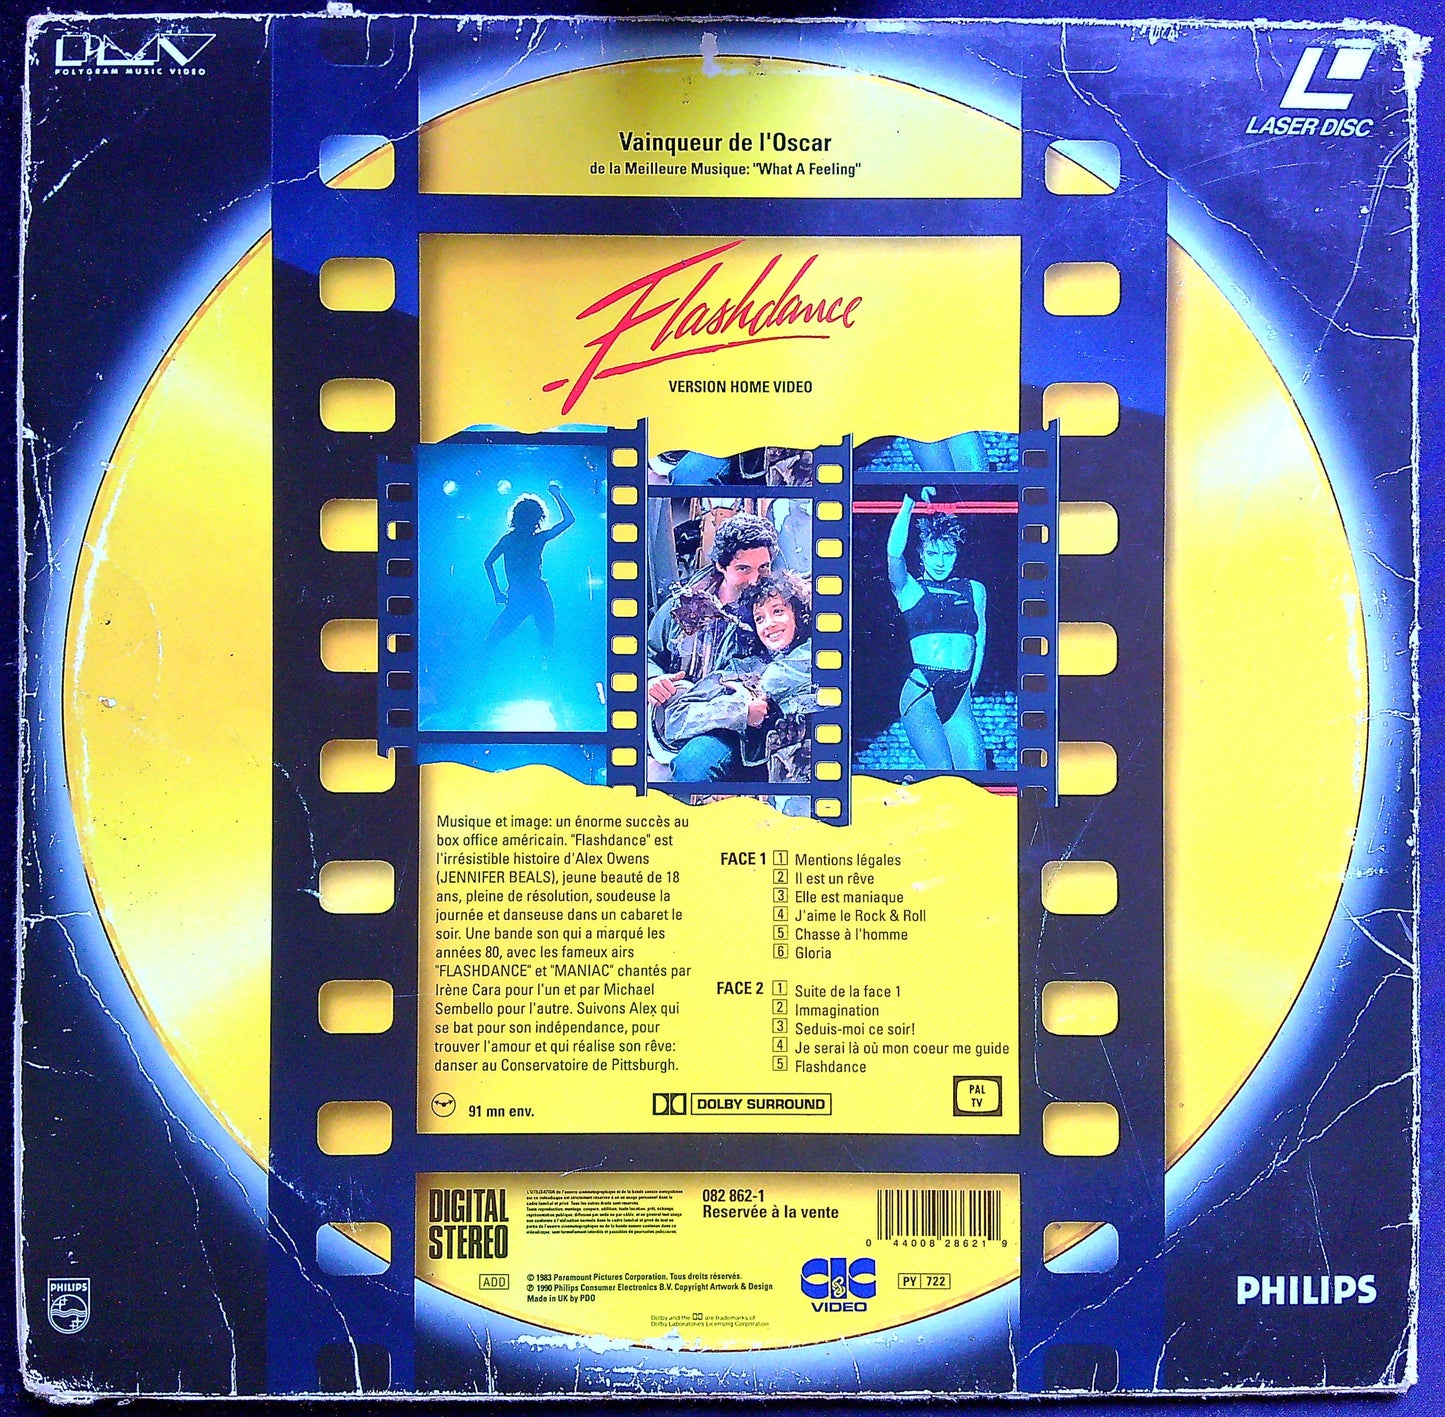 PMV
POLYGRAM MUSIC VIDEO
LASER DISC
Vainqueur de l'Oscar
de la Meilleure Musique: "What A Feeling"
Flashdance
VERSION HOME VIDEO
Musique et image: un énorme succès au
box office américain. "Flashdance" est
l'irrésistible histoire d'Alex Owens
(JENNIFER BEALS), jeune beauté de 18
ans, pleine de résolution, soudeuse la
journée et danseuse dans un cabaret le
soir. Une bande son qui a marqué les
années 80, avec les fameux airs
"FLASHDANCE" et "MANIAC" chantés par
Irène Cara pour l'un et par Michael
Sembello pour l'autre. Suivons Alex qui
se bat pour son indépendance, pour
trouver l'amour et qui réalise son rêve:
danser au Conservatoire de Pittsburgh.
91 mn env.
FACE 1 1 Mentions légales
2 Il est un rêve
3 Elle est maniaque
4 J'aime le Rock & Roll
5 Chasse à l'homme
6 Gloria
FACE 2 1 Suite de la face 1
2 Immagination
3 Seduis-moi ce soir!
4 Je serai là où mon coeur me guide
5 Flashdance
DOLBY SURROUND
PAL
TV
DIGITAL
STEREO
ADD
082 862-1
Reservée à la vente
0 44008 28621 9
© 1983 Paramount Pictures Corporation. Tous droits réservés.
℗ 1990 Philips Consumer Electronics B.V. Copyright Artwork & Design
Made in UK by PDO
CIC
VIDEO
PY 722
Dolby and the DD are trademarks of
Dolby Laboratories Licensing Corporation
PHILIPS
PHILIPS